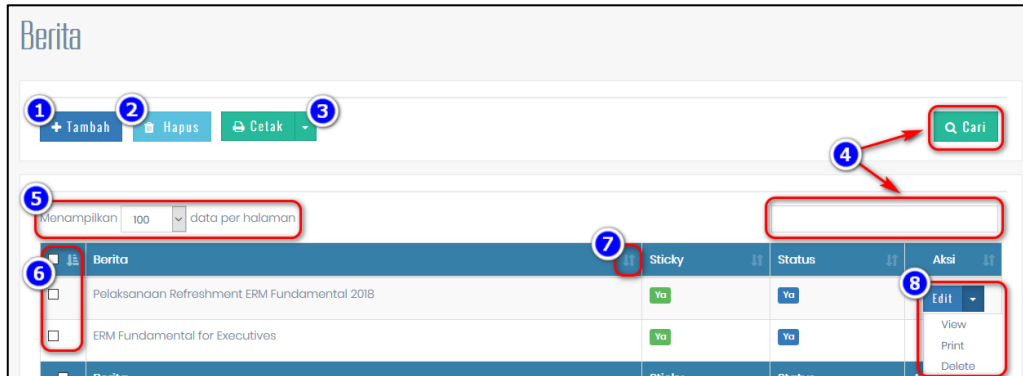 Berita
1 2 3
+ Tambah Hapus Cetak Cari
4
5
Menampilkan 100 data per halaman
7
Berita Sticky Status Aksi
6 8
Pelaksanaan Refreshment ERM Fundamental 2018 Ya Ya Edit
View
ERM Fundamental for Executives Ya Ya
Print
Delete
Berita Sticky Status